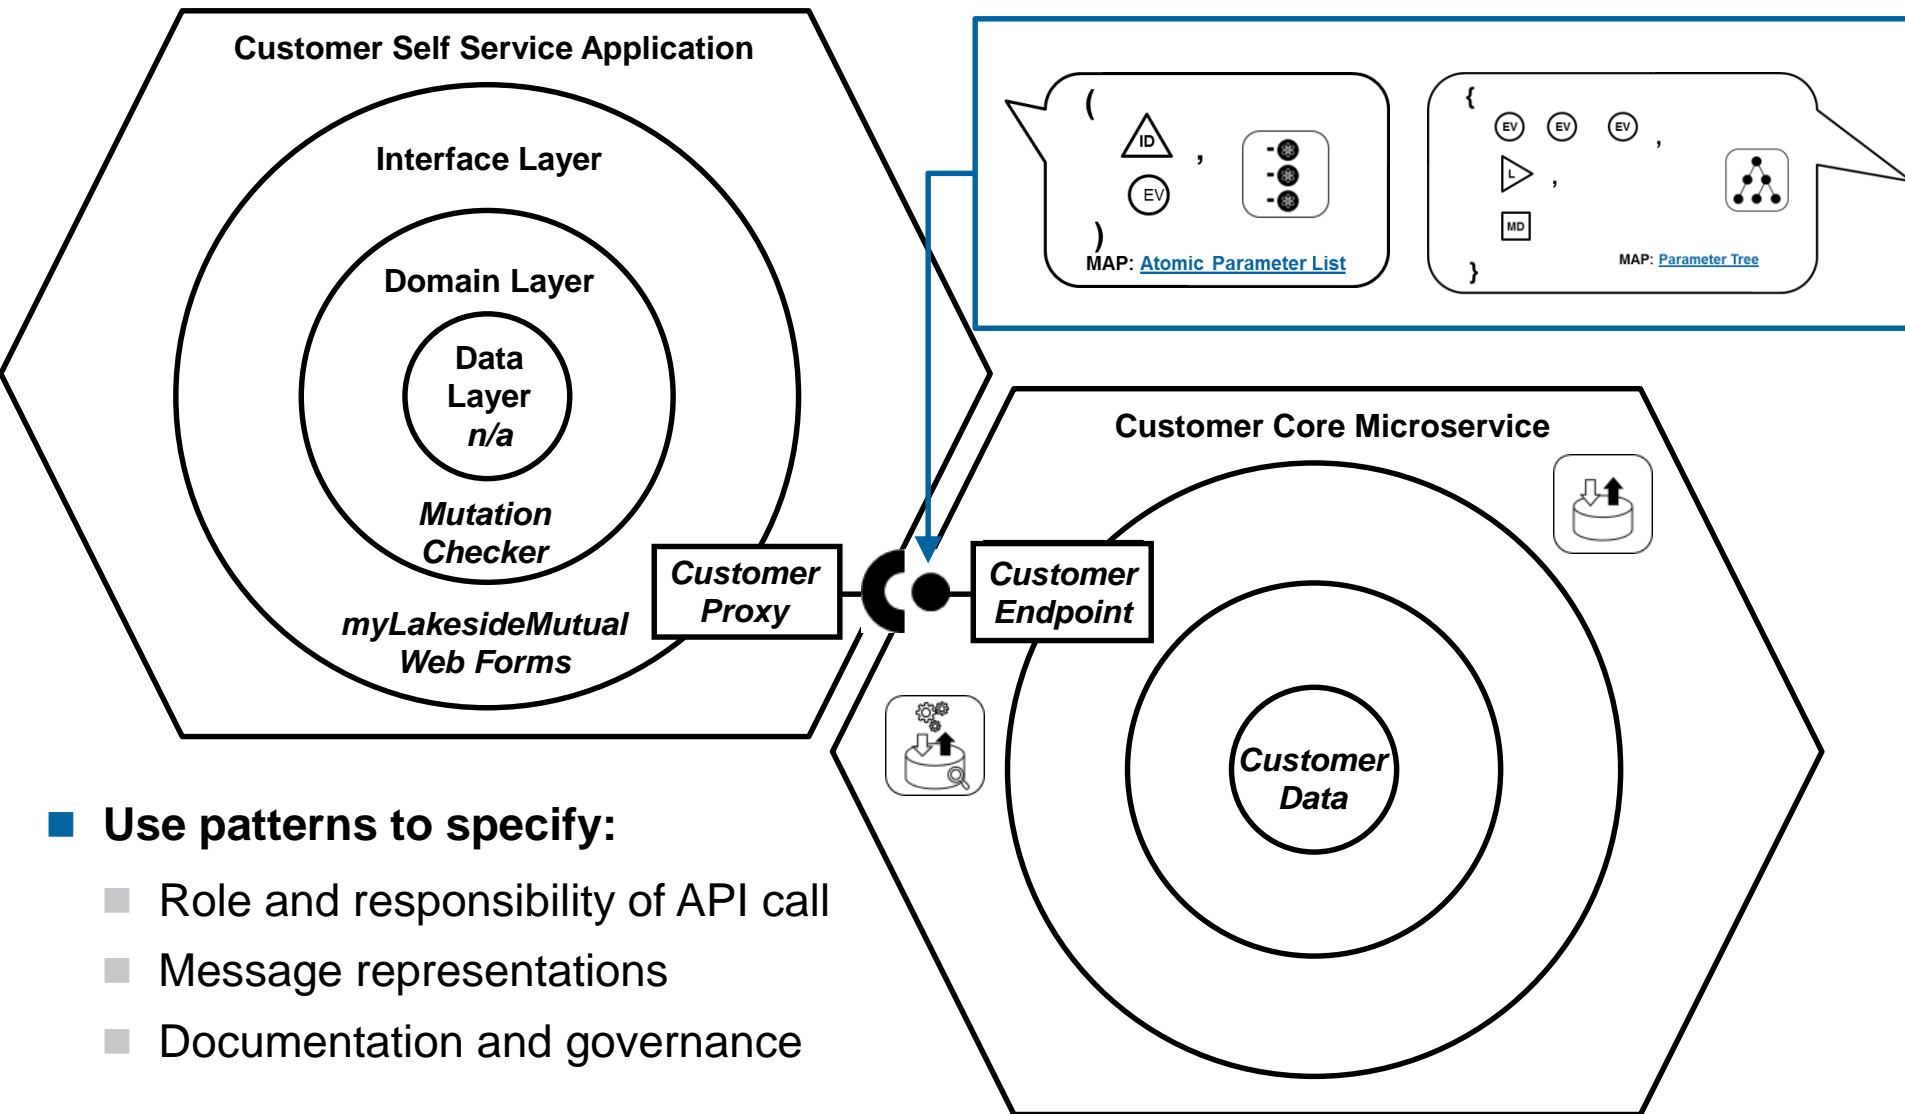 Customer Self Service Application
Interface Layer
Domain Layer
Data
Layer
n/a
Mutation
Checker
myLakesideMutual
Web Forms
Customer
Proxy
(
ID
,
EV
)
MAP: Atomic Parameter List
{
EV EV EV ,
L ,
MD
}
MAP: Parameter Tree
Customer Core Microservice
Customer
Endpoint
Customer
Data
Use patterns to specify:
Role and responsibility of API call
Message representations
Documentation and governance